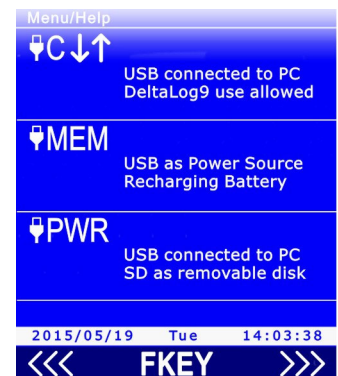 Menu/Help
C↓↑
USB connected to PC
DeltaLog9 use allowed
MEM
USB as Power Source
Recharging Battery
PWR
USB connected to PC
SD as removable disk
2015/05/19 Tue 14:03:38
<<< FKEY >>>